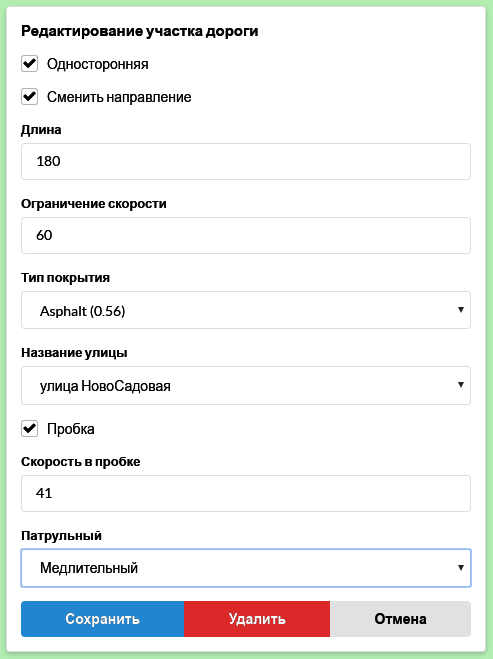 Редактирование участка дороги
Односторонняя
Сменить направление
Длина
180
Ограничение скорости
60
Тип покрытия
Asphalt (0.56)
Название улицы
улица НовоСадовая
Пробка
Скорость в пробке
41
Патрульный
Медлительный
Сохранить Удалить Отмена